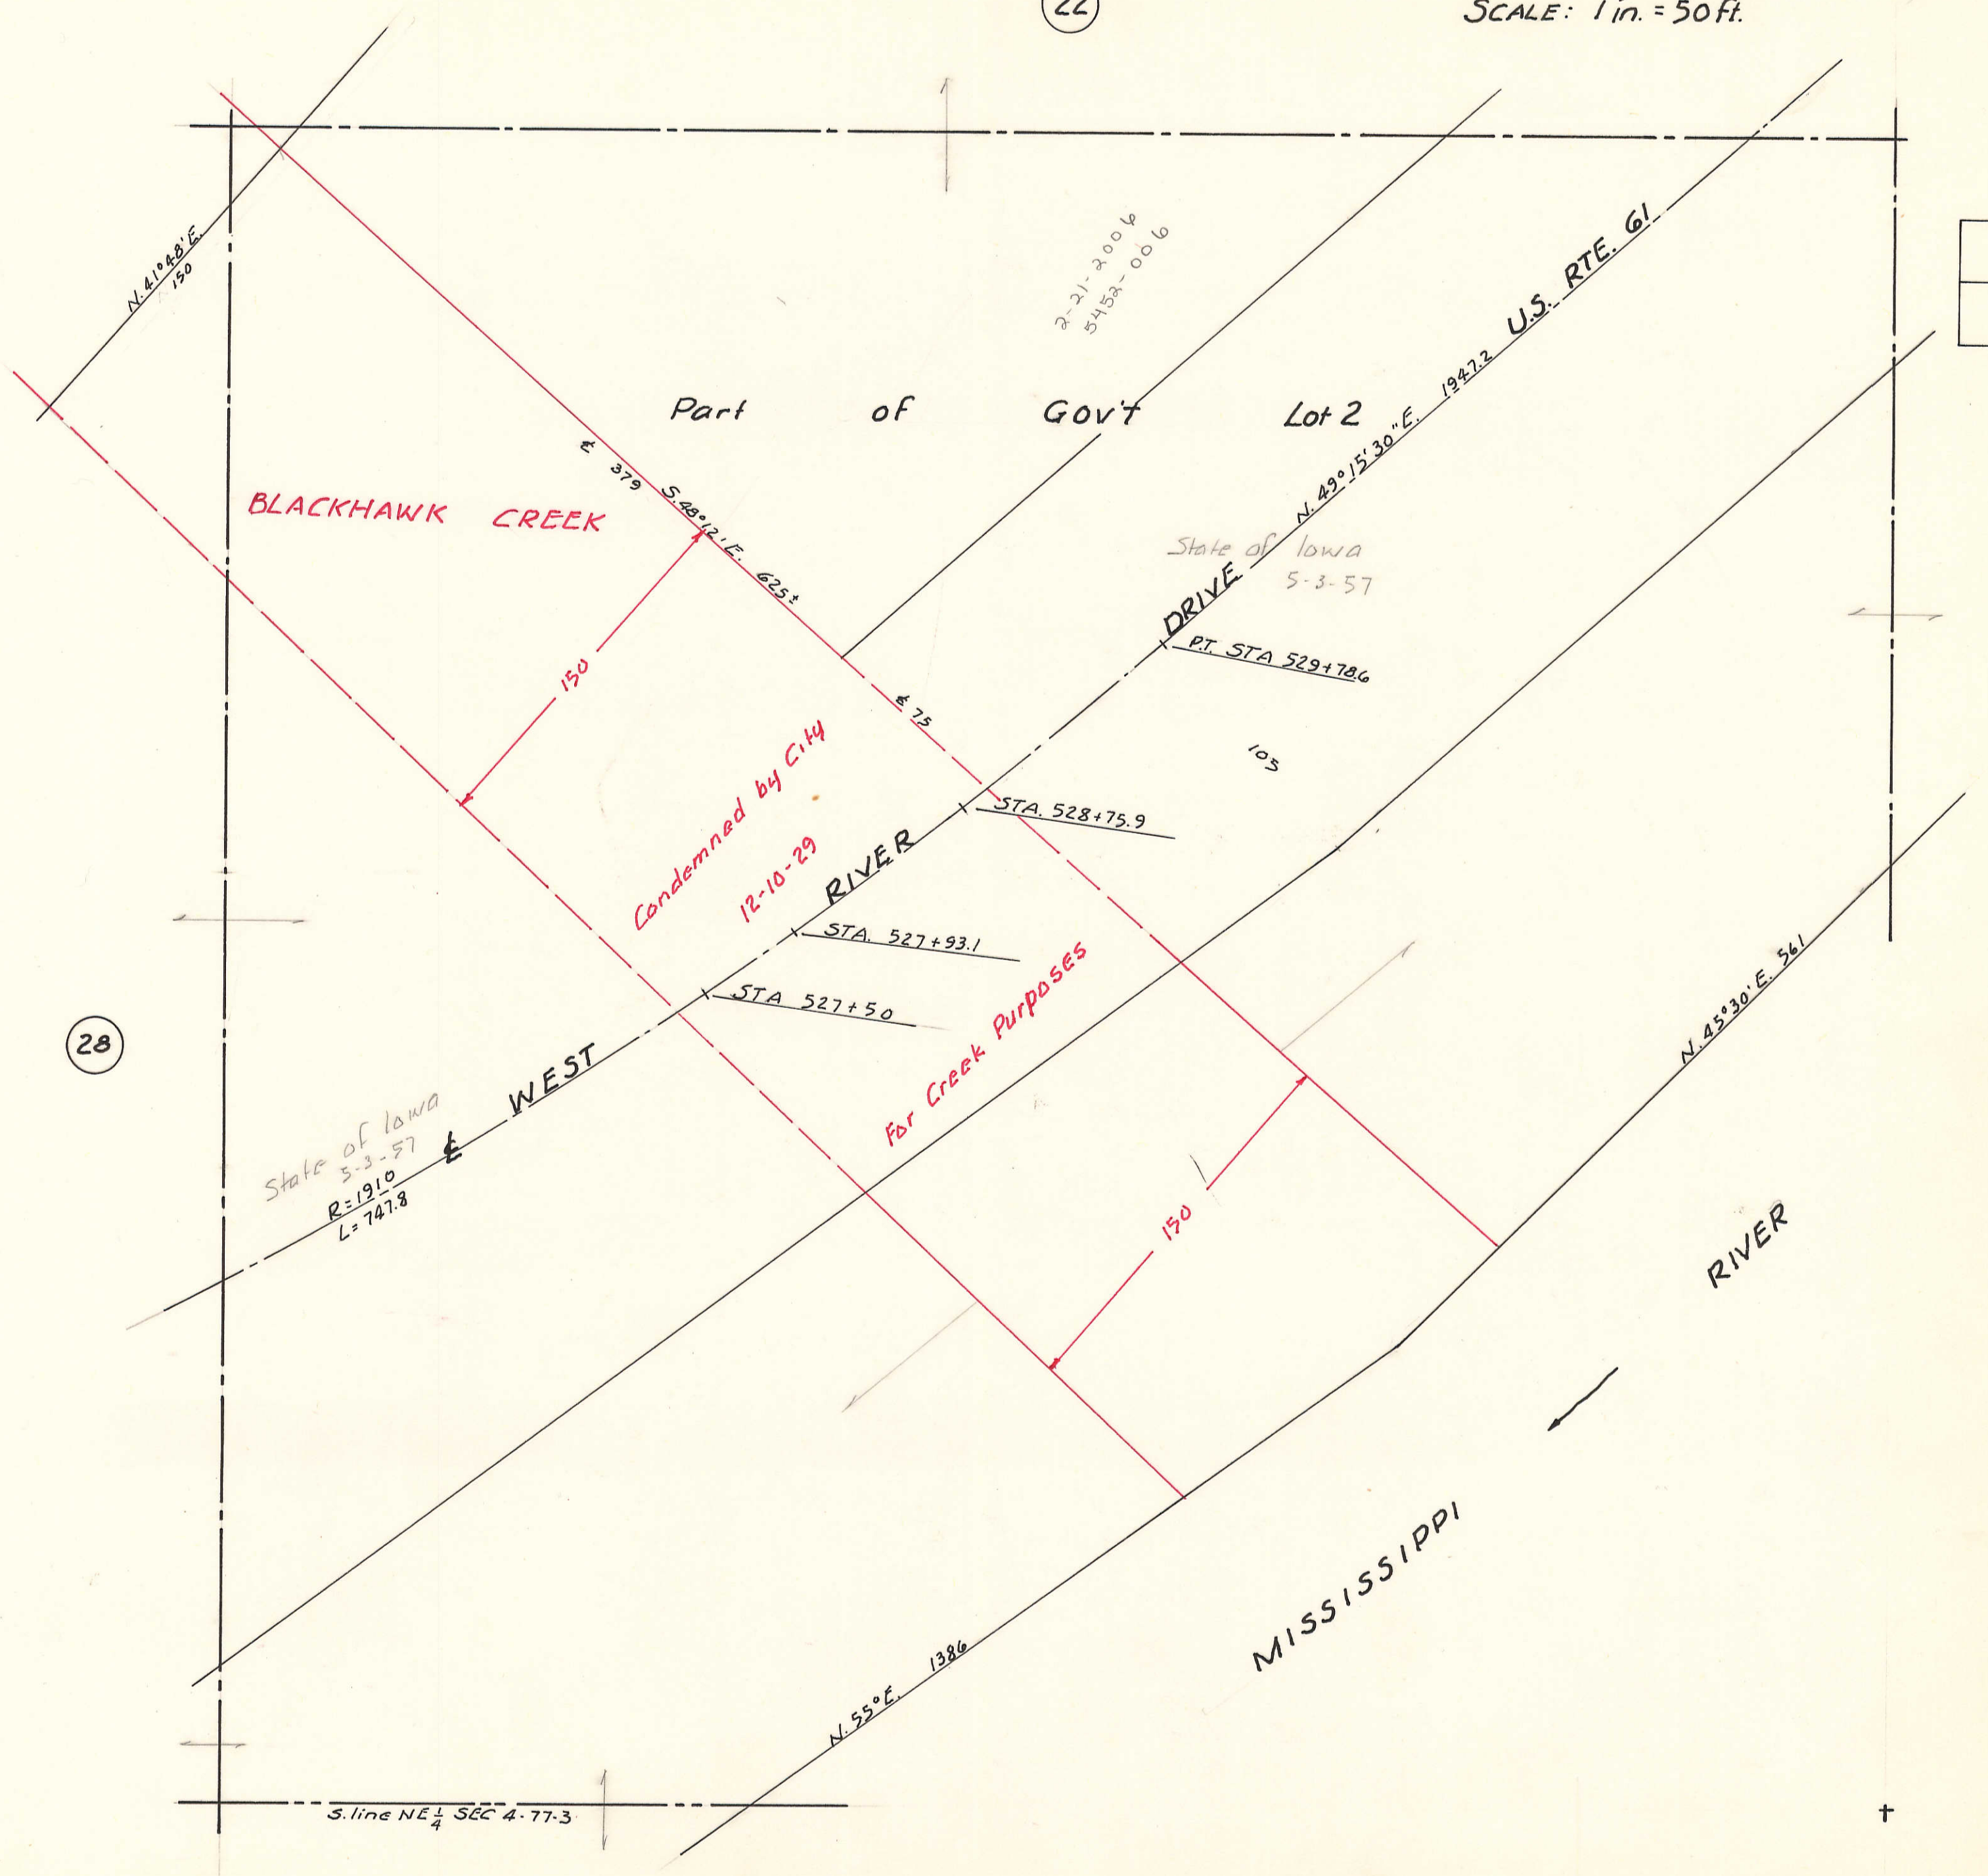 22
SCALE: 1 in. = 50 ft.
N. 41°48' E.
150
2-21-2006
5452-006
U.S. RTE. 61
Part of Gov't Lot 2
N. 49°15'30" E. 1947.2
379 S. 48°12' E. 625±
BLACKHAWK CREEK
State of Iowa
5-3-57
DRIVE
P.T. STA 529+78.6
150
75
103
Condemned by City
12-10-29
STA. 528+75.9
RIVER
STA. 527+93.1
STA 527+50
For Creek Purposes
N. 45°30' E. 561
28
WEST
State of Iowa
5-3-57
R=1910
L=747.8
150
RIVER
MISSISSIPPI
N. 55° E. 1386
S. line NE 1/4 SEC 4-77-3